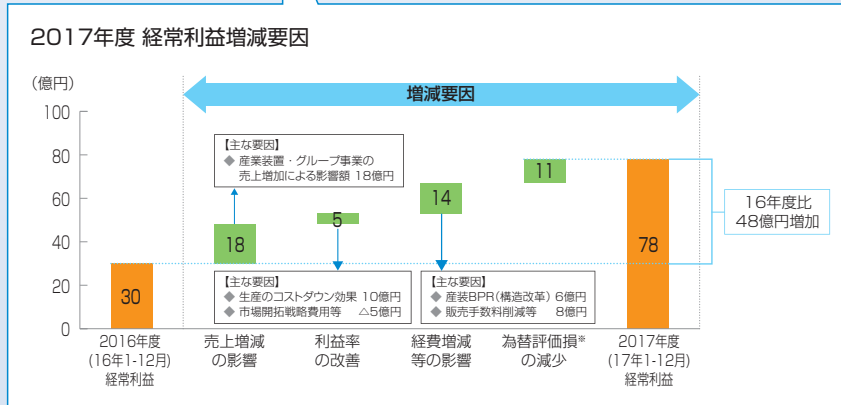 2017年度 経常利益増減要因
（億円）
増減要因
100
80
60
40
20
0
【主な要因】
◆ 産業装置・グループ事業の
売上増加による影響額 18億円
18
5
14
11
30
78
【主な要因】
◆ 生産のコストダウン効果 10億円
◆ 市場開拓戦略費用等 △5億円
【主な要因】
◆ 産装BPR（構造改革） 6億円
◆ 販売手数料削減等 8億円
16年度比
48億円増加
2016年度
（16年1-12月）
経常利益
売上増減
の影響
利益率
の改善
経費増減
等の影響
為替評価損※
の減少
2017年度
（17年1-12月）
経常利益